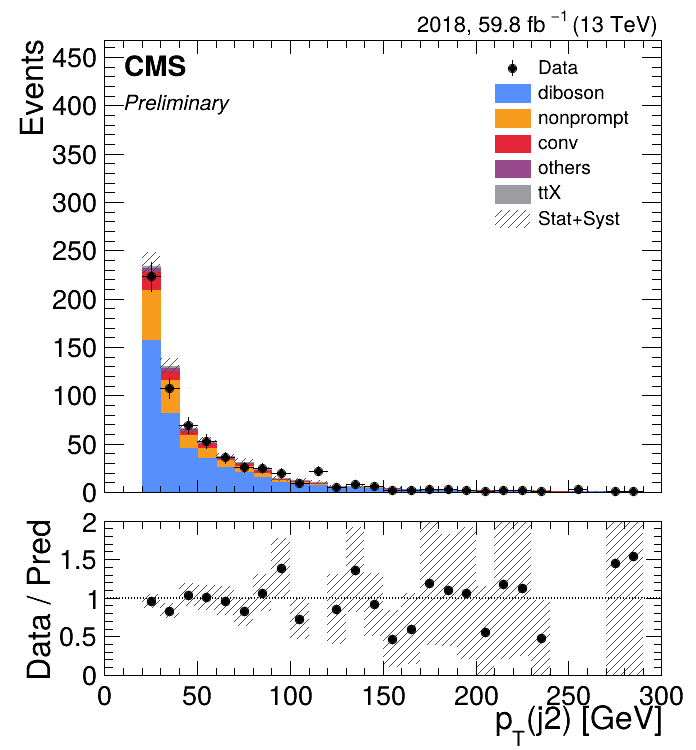 2018, 59.8 fb⁻¹ (13 TeV)
CMS
Preliminary
Events
450
400
350
300
250
200
150
100
50
0
Data
diboson
nonprompt
conv
others
ttX
Stat+Syst
Data / Pred
2
1.5
1
0.5
0
0 50 100 150 200 250 300
p_T(j2) [GeV]